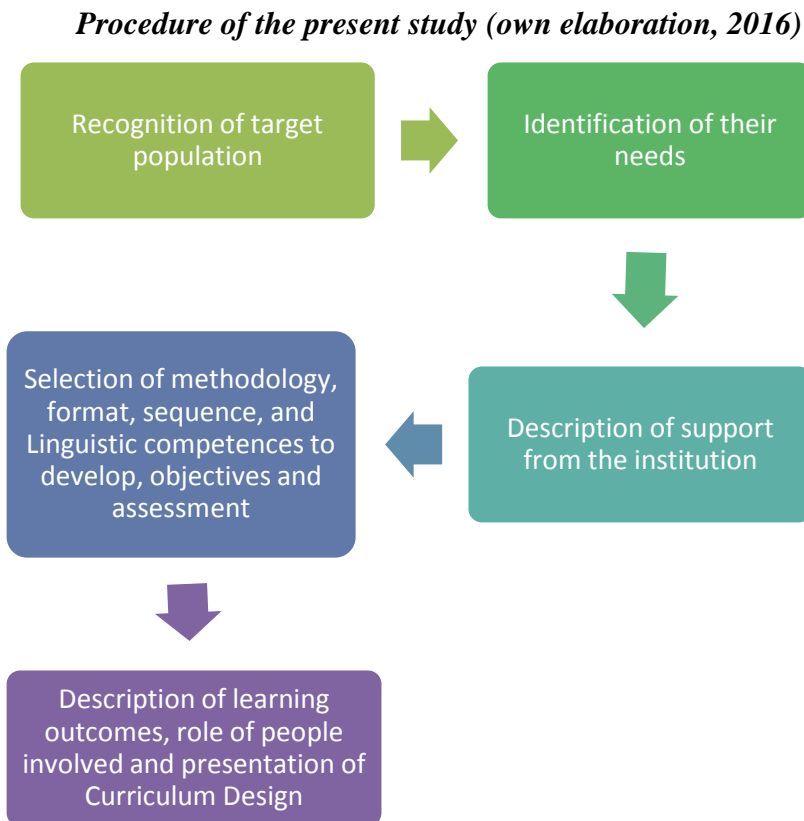 Procedure of the present study (own elaboration, 2016)
Recognition of target
population
Identification of their
needs
Description of support
from the institution
Selection of methodology,
format, sequence, and
Linguistic competences to
develop, objectives and
assessment
Description of learning
outcomes, role of people
involved and presentation of
Curriculum Design